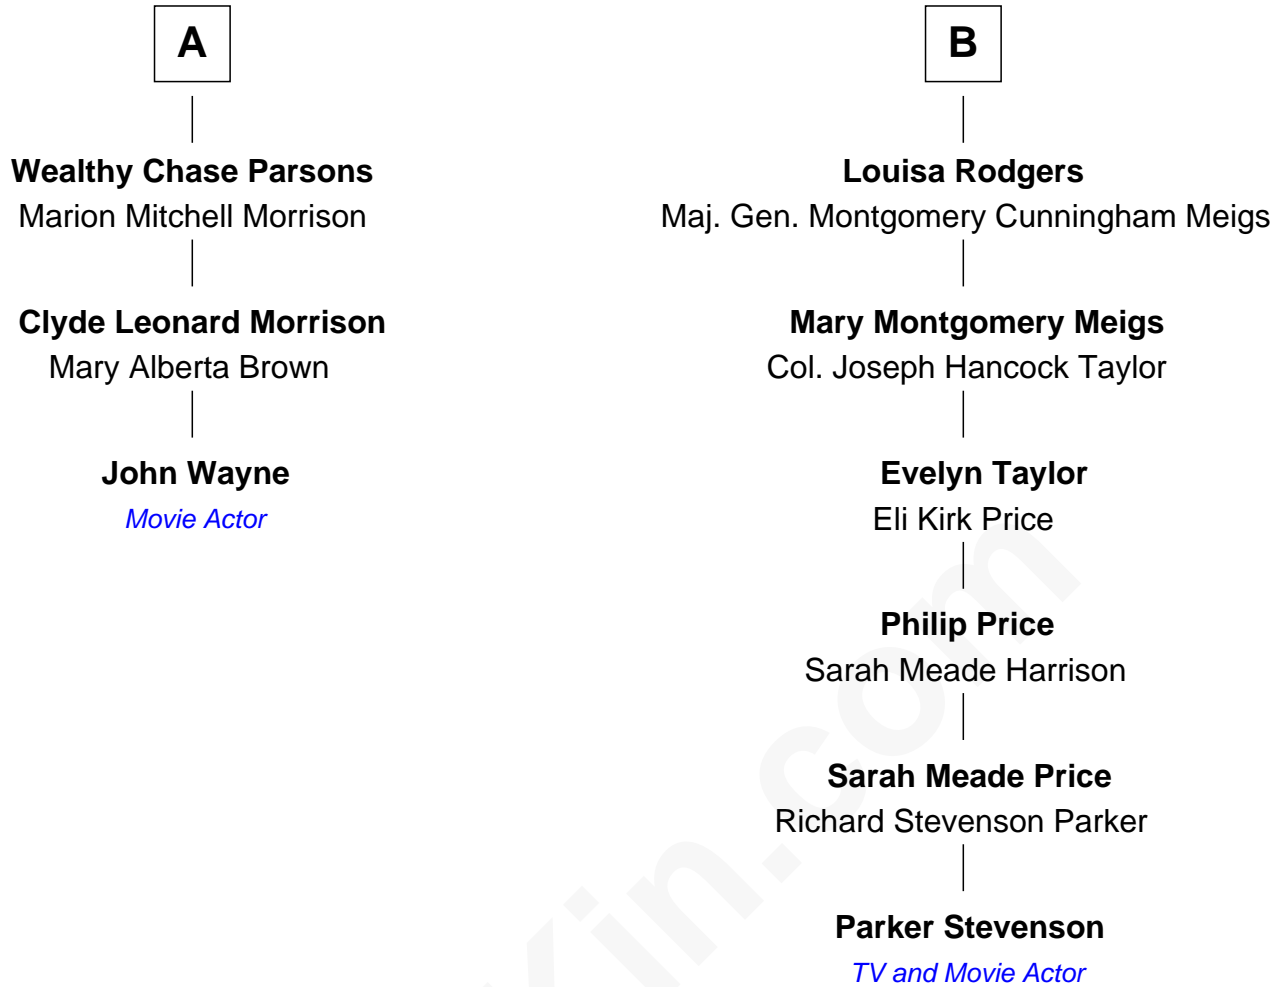 A
Wealthy Chase Parsons
Marion Mitchell Morrison
Clyde Leonard Morrison
Mary Alberta Brown
John Wayne
Movie Actor
B
Louisa Rodgers
Maj. Gen. Montgomery Cunningham Meigs
Mary Montgomery Meigs
Col. Joseph Hancock Taylor
Evelyn Taylor
Eli Kirk Price
Philip Price
Sarah Meade Harrison
Sarah Meade Price
Richard Stevenson Parker
Parker Stevenson
TV and Movie Actor
Kin.com